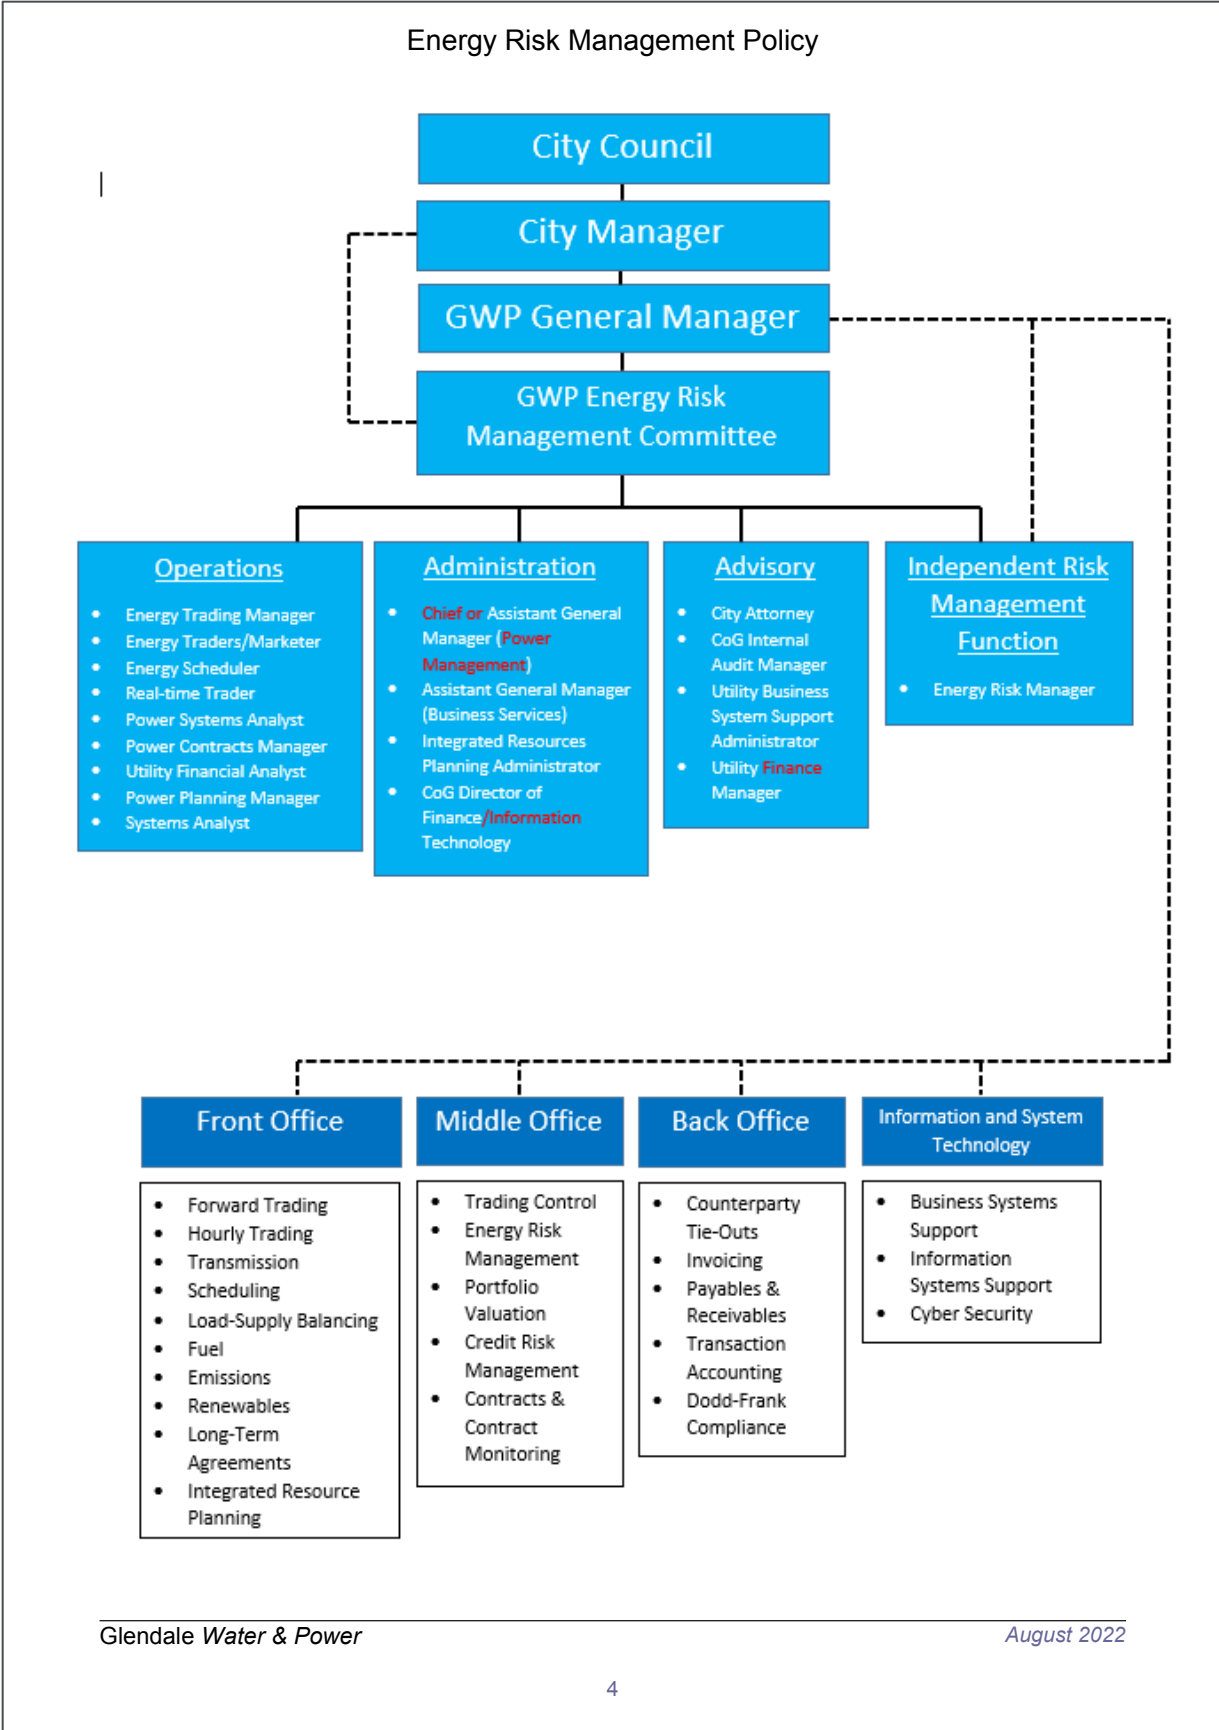 Energy Risk Management Policy
City Council
City Manager
GWP General Manager
GWP Energy Risk
Management Committee
Operations
• Energy Trading Manager
• Energy Traders/Marketer
• Energy Scheduler
• Real-time Trader
• Power Systems Analyst
• Power Contracts Manager
• Utility Financial Analyst
• Power Planning Manager
• Systems Analyst
Administration
• Chief or Assistant General
Manager (Power
Management)
• Assistant General Manager
(Business Services)
• Integrated Resources
Planning Administrator
• CoG Director of
Finance/Information
Technology
Advisory
• City Attorney
• CoG Internal
Audit Manager
• Utility Business
System Support
Administrator
• Utility Finance
Manager
Independent Risk
Management
Function
• Energy Risk Manager
Front Office
• Forward Trading
• Hourly Trading
• Transmission
• Scheduling
• Load-Supply Balancing
• Fuel
• Emissions
• Renewables
• Long-Term
Agreements
• Integrated Resource
Planning
Middle Office
• Trading Control
• Energy Risk
Management
• Portfolio
Valuation
• Credit Risk
Management
• Contracts &
Contract
Monitoring
Back Office
• Counterparty
Tie-Outs
• Invoicing
• Payables &
Receivables
• Transaction
Accounting
• Dodd-Frank
Compliance
Information and System
Technology
• Business Systems
Support
• Information
Systems Support
• Cyber Security
Glendale Water & Power
August 2022
4